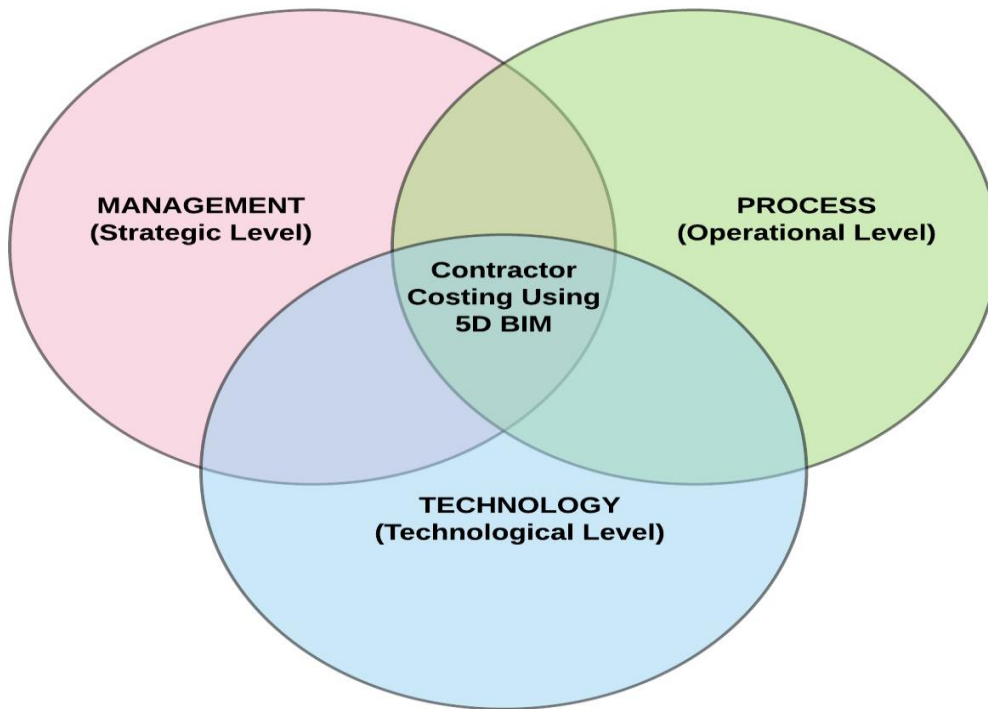 MANAGEMENT
(Strategic Level)
PROCESS
(Operational Level)
Contractor
Costing Using
5D BIM
TECHNOLOGY
(Technological Level)